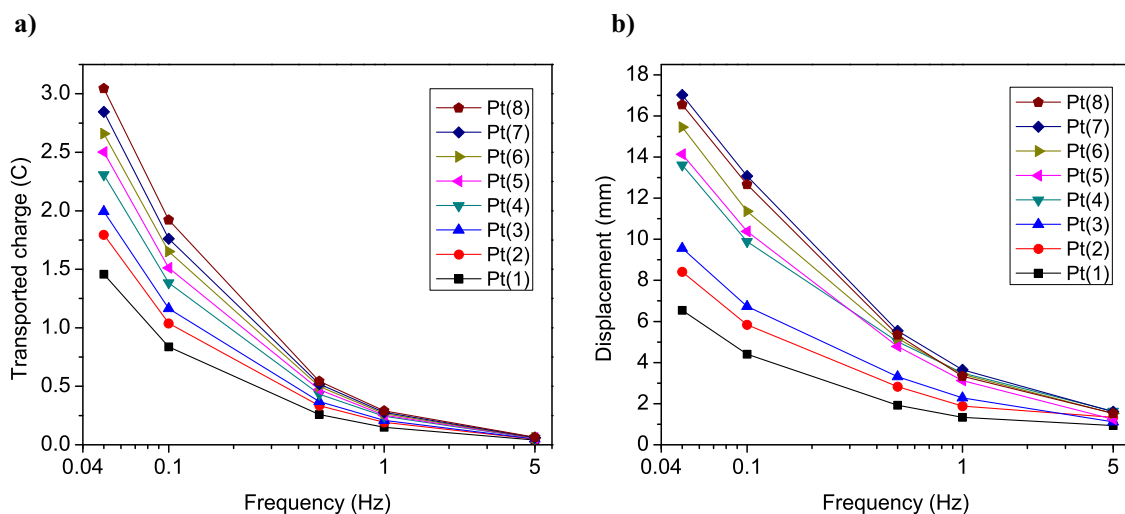 a)
Transported charge (C)
3.0
2.5
2.0
1.5
1.0
0.5
0.0
0.04
0.1
1
5
Frequency (Hz)
Pt(8)
Pt(7)
Pt(6)
Pt(5)
Pt(4)
Pt(3)
Pt(2)
Pt(1)
b)
Displacement (mm)
18
16
14
12
10
8
6
4
2
0
0.04
0.1
1
5
Frequency (Hz)
Pt(8)
Pt(7)
Pt(6)
Pt(5)
Pt(4)
Pt(3)
Pt(2)
Pt(1)